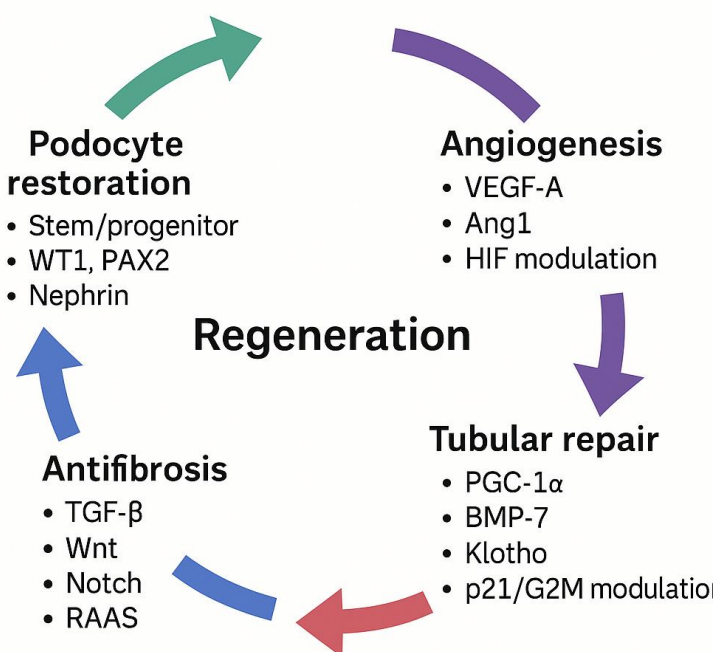 Podocyte
restoration
• Stem/progenitor
• WT1, PAX2
• Nephrin
Angiogenesis
• VEGF-A
• Ang1
• HIF modulation
Regeneration
Tubular repair
• PGC-1α
• BMP-7
• Klotho
• p21/G2M modulation
Antifibrosis
• TGF-β
• Wnt
• Notch
• RAAS